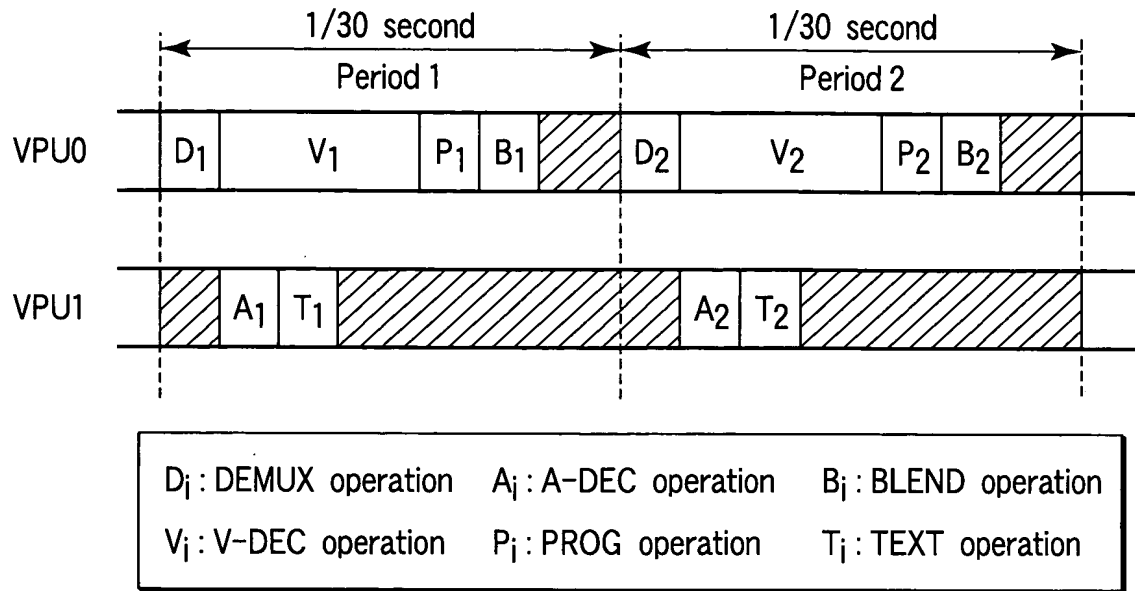 1/30 second 1/30 second
Period 1 Period 2
VPU0 D1 V1 P1 B1 D2 V2 P2 B2
VPU1 A1 T1 A2 T2
Di : DEMUX operation Ai : A-DEC operation Bi : BLEND operation
Vi : V-DEC operation Pi : PROG operation Ti : TEXT operation